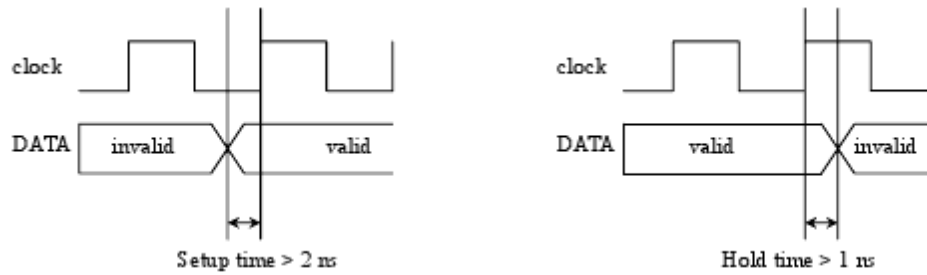 clock
DATA
invalid
valid
Setup time > 2 ns
clock
DATA
valid
invalid
Hold time > 1 ns